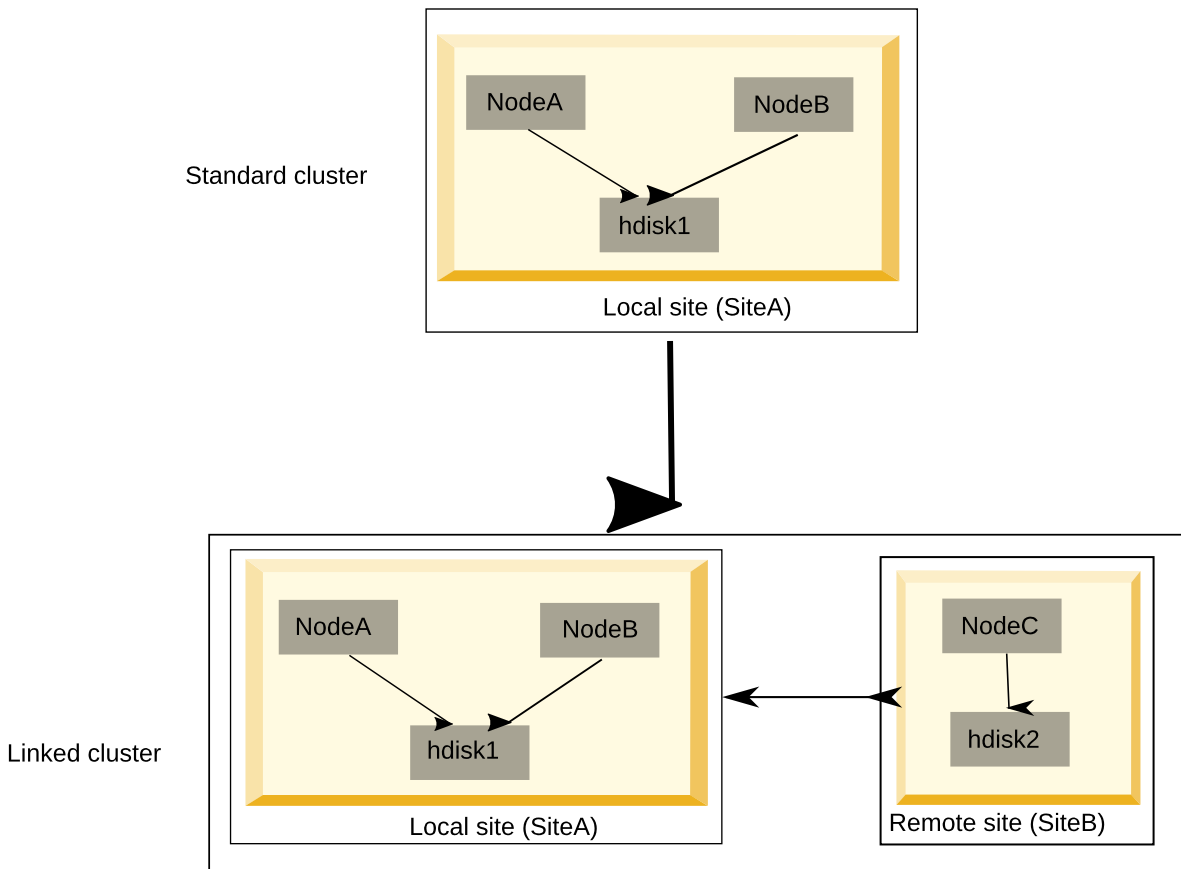 NodeA
NodeB
Standard cluster
hdisk1
Local site (SiteA)
NodeA
NodeB
NodeC
hdisk1
hdisk2
Linked cluster
Local site (SiteA)
Remote site (SiteB)